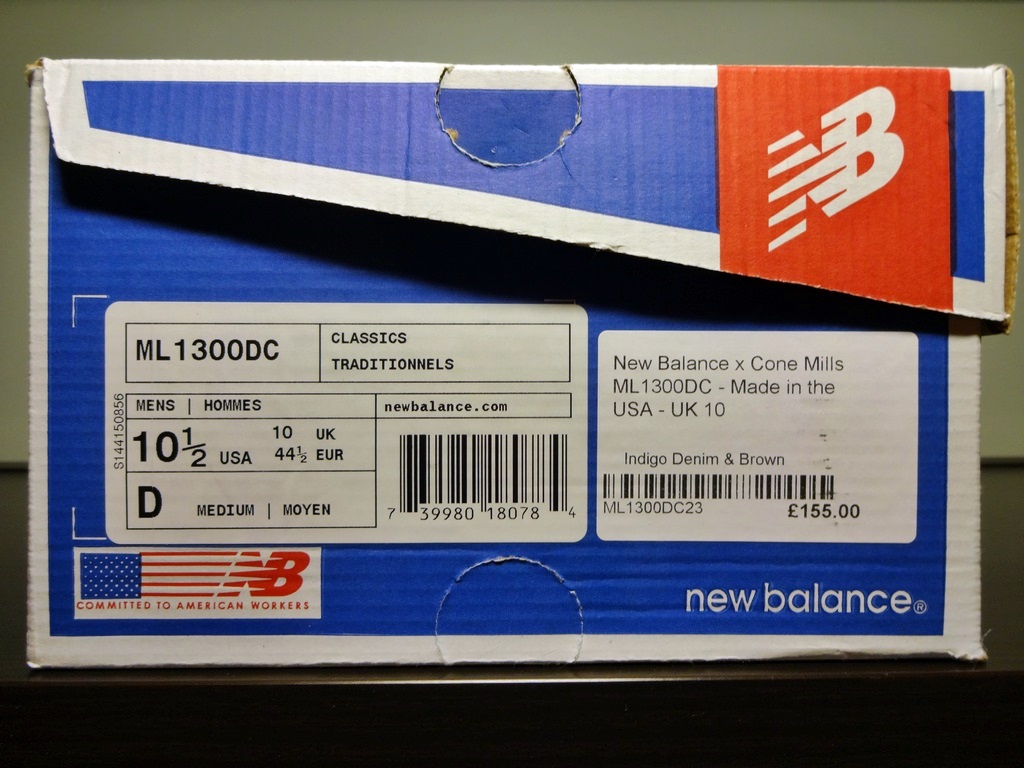 NB
ML1300DC
CLASSICS
TRADITIONNELS
MENS | HOMMES
newbalance.com
10½ USA
10 UK
44½ EUR
D MEDIUM | MOYEN
S144150856
7 39980 18078 4
New Balance x Cone Mills
ML1300DC - Made in the
USA - UK 10
Indigo Denim & Brown
ML1300DC23
£155.00
NB
COMMITTED TO AMERICAN WORKERS
new balance®